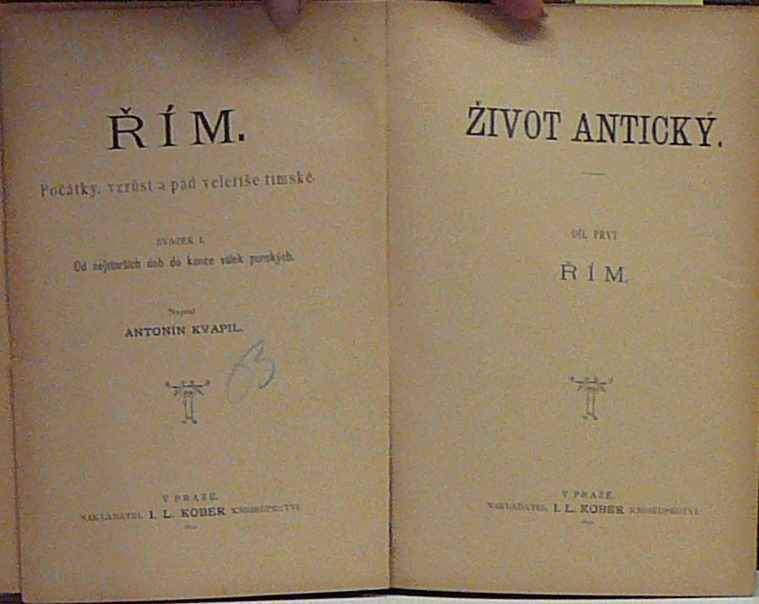 ŘÍM.
Počátky, vzrůst a pád veleříše římské.
SVAZEK I.
Od nejstarších dob do konce válek punských.
Napsal
ANTONÍN KVAPIL.
V PRAZE.
NAKLADATEL I. L. KOBER KNIHKUPECTVÍ
ŽIVOT ANTICKÝ.
DÍL PRVÝ
ŘÍM.
V PRAZE.
NAKLADATEL I. L. KOBER KNIHKUPECTVÍ